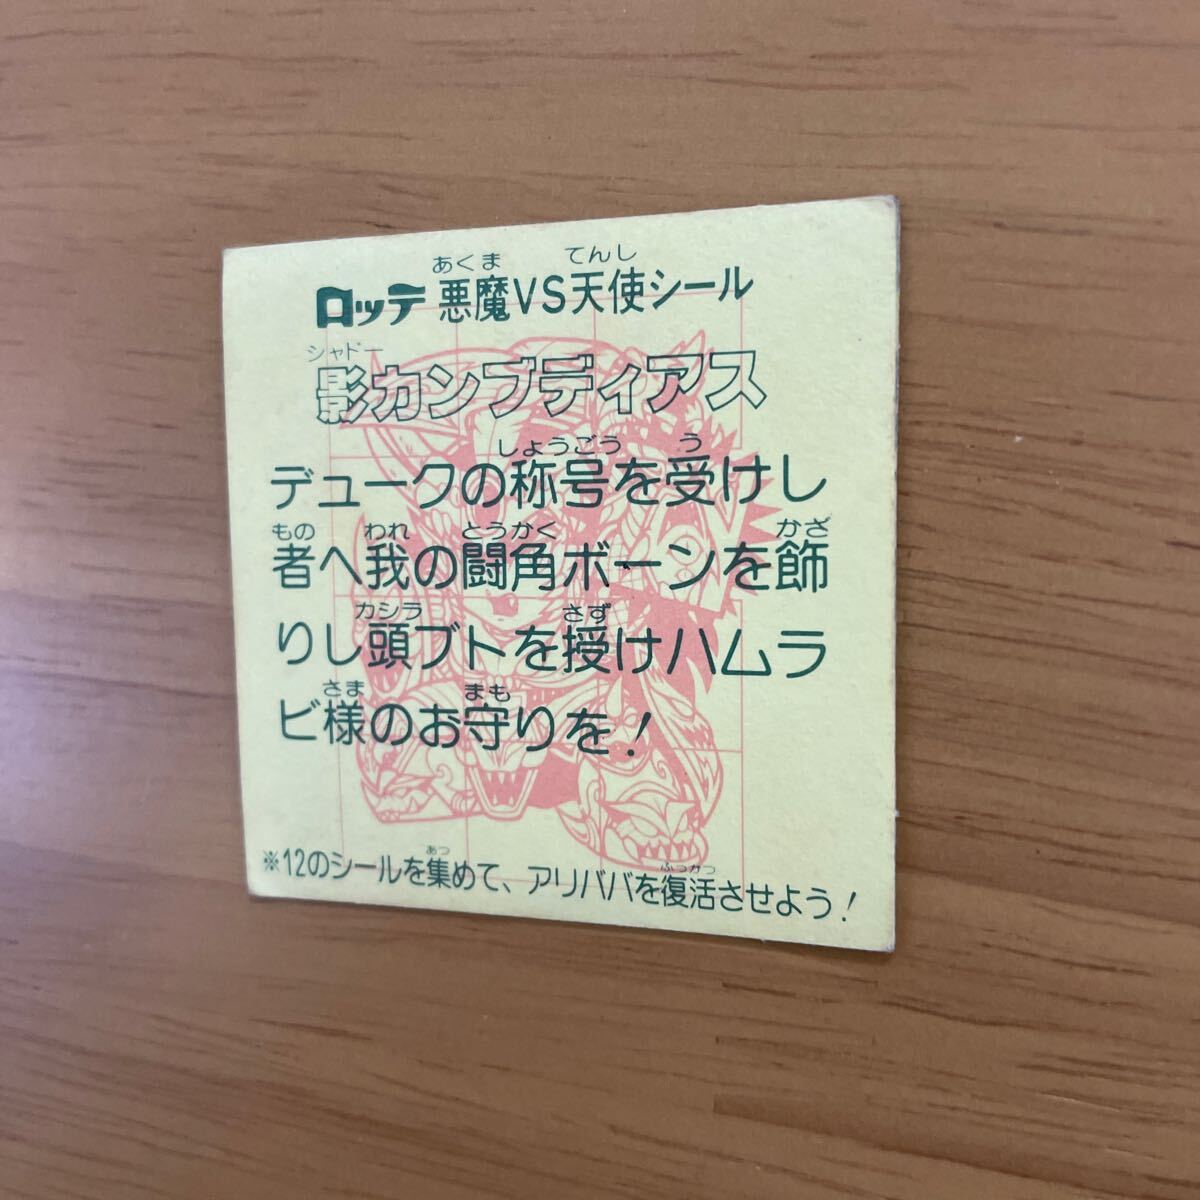 あくま てんし
ロッテ 悪魔VS天使シール
シャドー
影カンブディアス
しょうごう う
デュークの称号を受けし
もの われ とうかく かざ
者へ我の闘角ボーンを飾
カシラ さず
りし頭ブトを授けハムラ
さま まも
ビ様のお守りを!
あつ ふっかつ
※12のシールを集めて、アリババを復活させよう!